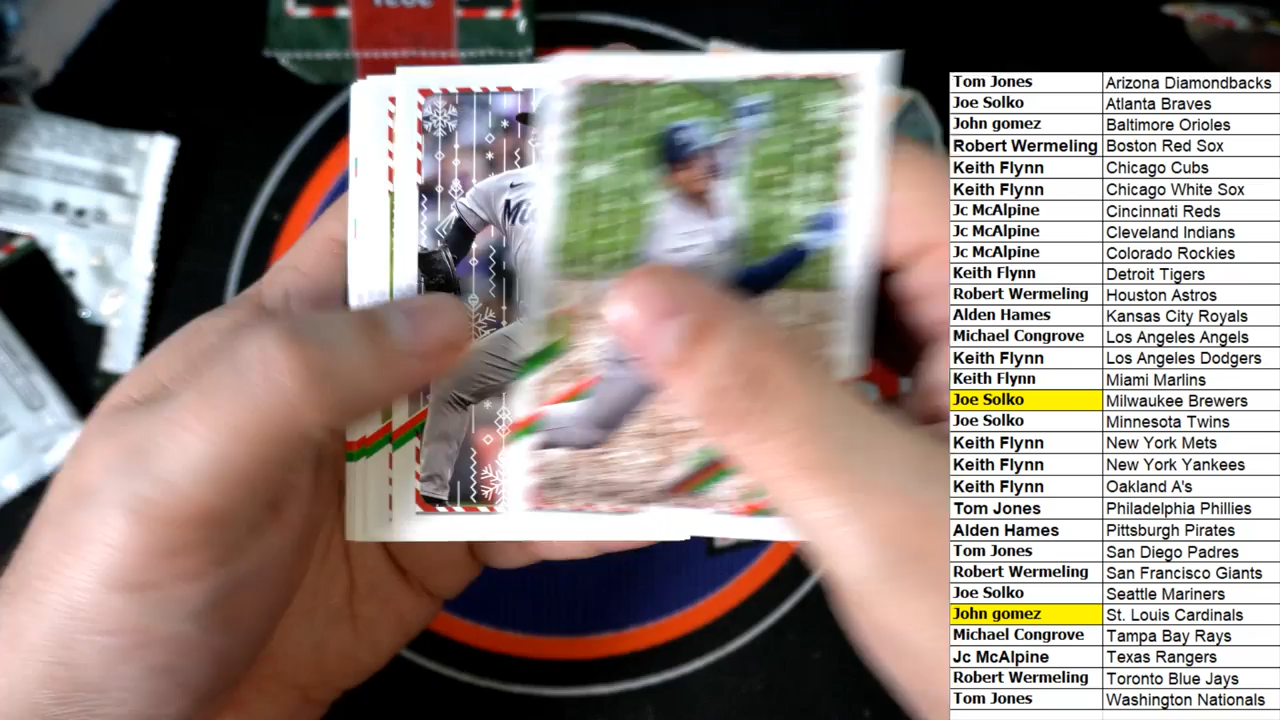 Tom Jones Arizona Diamondbacks
Joe Solko Atlanta Braves
John gomez Baltimore Orioles
Robert Wermeling Boston Red Sox
Keith Flynn Chicago Cubs
Keith Flynn Chicago White Sox
Jc McAlpine Cincinnati Reds
Jc McAlpine Cleveland Indians
Jc McAlpine Colorado Rockies
Keith Flynn Detroit Tigers
Robert Wermeling Houston Astros
Alden Hames Kansas City Royals
Michael Congrove Los Angeles Angels
Keith Flynn Los Angeles Dodgers
Keith Flynn Miami Marlins
Joe Solko Milwaukee Brewers
Joe Solko Minnesota Twins
Keith Flynn New York Mets
Keith Flynn New York Yankees
Keith Flynn Oakland A's
Tom Jones Philadelphia Phillies
Alden Hames Pittsburgh Pirates
Tom Jones San Diego Padres
Robert Wermeling San Francisco Giants
Joe Solko Seattle Mariners
John gomez St. Louis Cardinals
Michael Congrove Tampa Bay Rays
Jc McAlpine Texas Rangers
Robert Wermeling Toronto Blue Jays
Tom Jones Washington Nationals